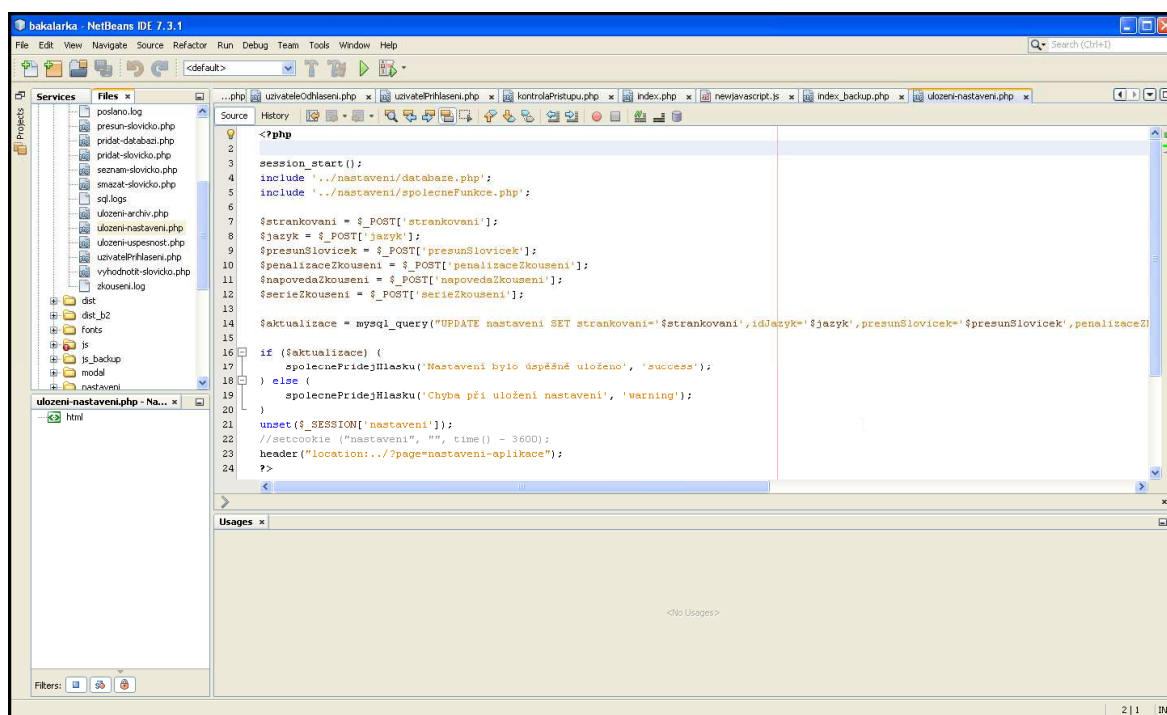 bakalarka - NetBeans IDE 7.3.1
File Edit View Navigate Source Refactor Run Debug Team Tools Window Help
Search (Ctrl+I)
<default>
Projects
Services Files
poslano.log
presun-slovicko.php
pridat-databazi.php
pridat-slovicko.php
seznam-slovicko.php
smazat-slovicko.php
sql.logs
ulozeni-archiv.php
ulozeni-nastaveni.php
ulozeni-uspesnost.php
uzivatelPrihlaseni.php
vyhodnotit-slovicko.php
zkouseni.log
dist
dist_b2
fonts
js
js_backup
modal
nastaveni
ulozeni-nastaveni.php - Na...
html
Filters:
...php uzivateleOdhlaseni.php uzivatelPrihlaseni.php kontrolaPristupu.php index.php newjavascript.js index_backup.php ulozeni-nastaveni.php
Source History
<?php
2
3 session_start();
4 include '../nastaveni/databaze.php';
5 include '../nastaveni/spolecneFunkce.php';
6
7 $strankovani = $_POST['strankovani'];
8 $jazyk = $_POST['jazyk'];
9 $presunSlovicek = $_POST['presunSlovicek'];
10 $penalizaceZkouseni = $_POST['penalizaceZkouseni'];
11 $napovedaZkouseni = $_POST['napovedaZkouseni'];
12 $serieZkouseni = $_POST['serieZkouseni'];
13
14 $aktualizace = mysql_query("UPDATE nastaveni SET strankovani='$strankovani',idJazyk='$jazyk',presunSlovicek='$presunSlovicek',penalizaceZ
15
16 if ($aktualizace) {
17 spolecnePridejHlasku('Nastavení bylo úspěšně uloženo', 'success');
18 } else {
19 spolecnePridejHlasku('Chyba při uložení nastavení', 'warning');
20 }
21 unset($_SESSION['nastaveni']);
22 //setcookie ("nastaveni", "", time() - 3600);
23 header("location:../?page=nastaveni-aplikace");
24 ?>
Usages
<No Usages>
2 | 1 IN